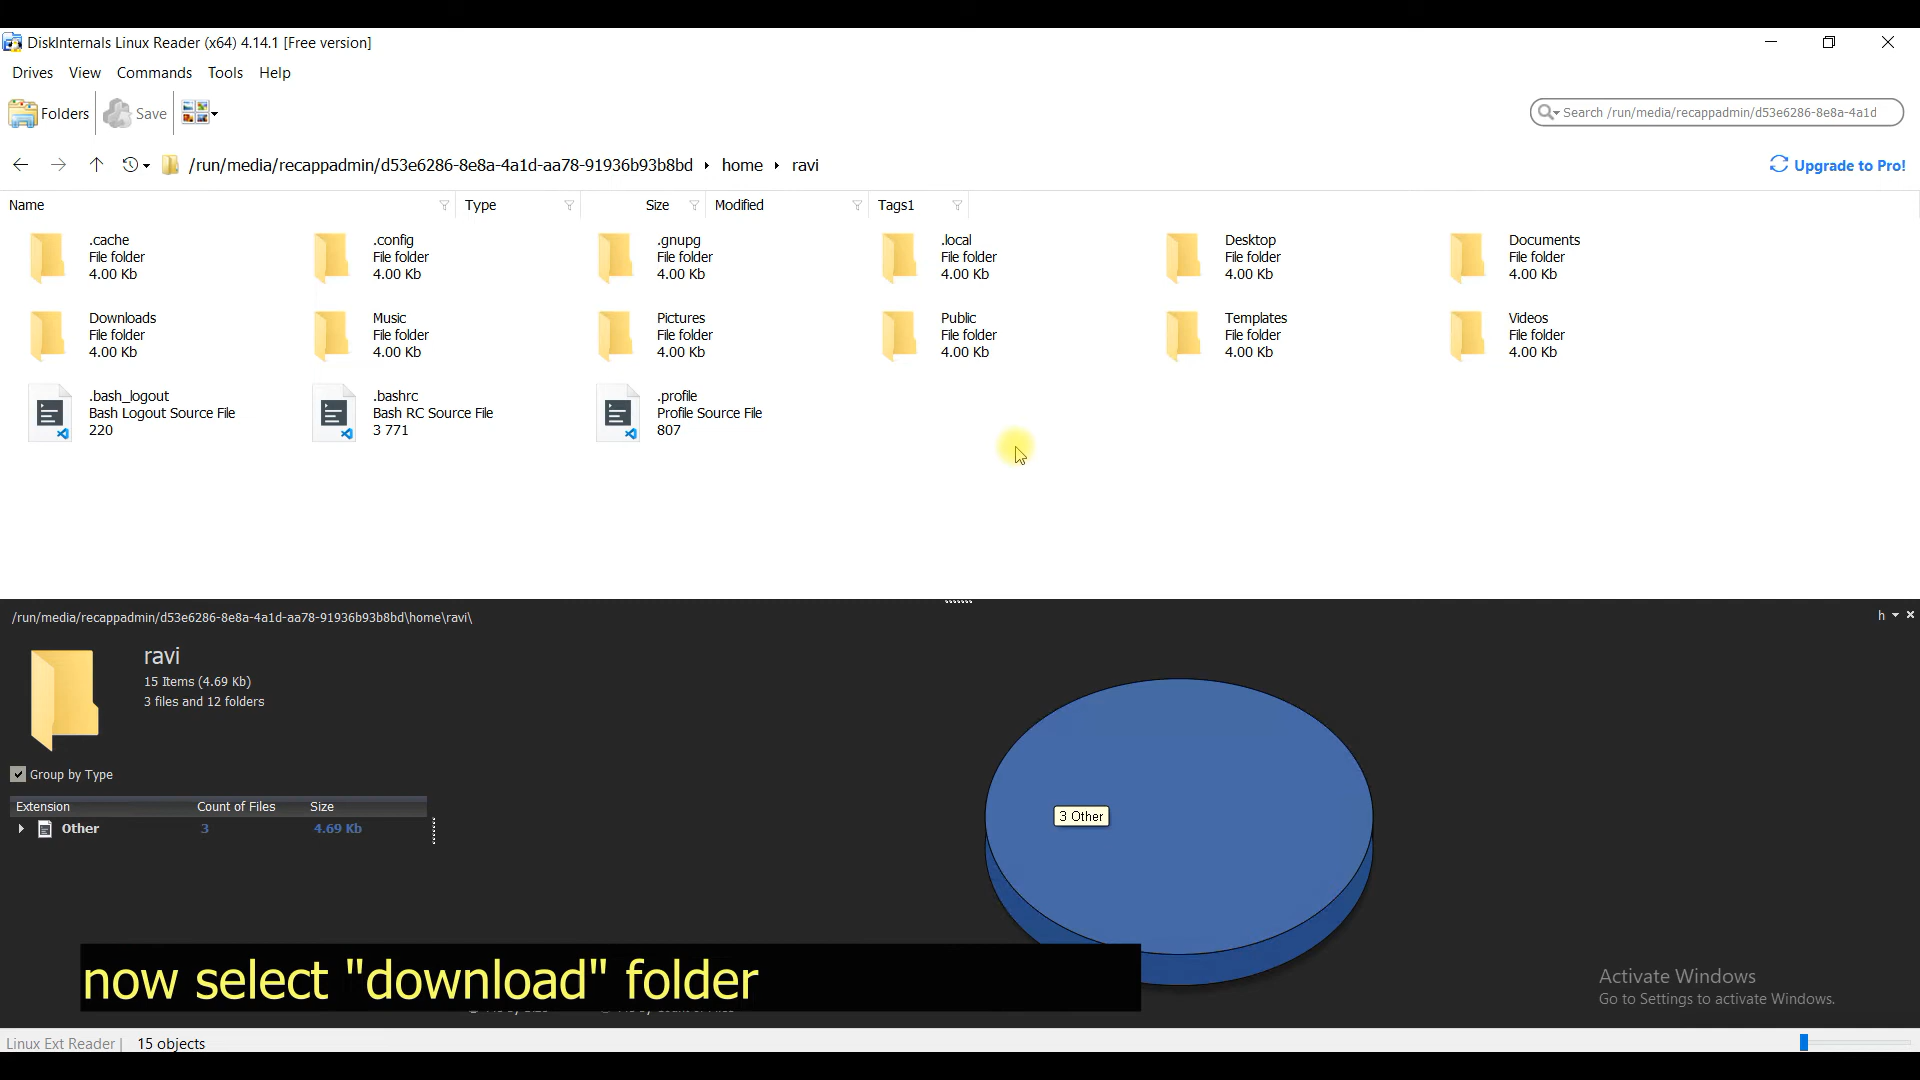 DiskInternals Linux Reader (x64) 4.14.1 [Free version]
Drives View Commands Tools Help
Folders Save
Search /run/media/recappadmin/d53e6286-8e8a-4a1d
/run/media/recappadmin/d53e6286-8e8a-4a1d-aa78-91936b93b8bd home ravi
Upgrade to Pro!
Name Type Size Modified Tags1
.cache .config .gnupg .local Desktop Documents
File folder File folder File folder File folder File folder File folder
4.00 Kb 4.00 Kb 4.00 Kb 4.00 Kb 4.00 Kb 4.00 Kb
Downloads Music Pictures Public Templates Videos
File folder File folder File folder File folder File folder File folder
4.00 Kb 4.00 Kb 4.00 Kb 4.00 Kb 4.00 Kb 4.00 Kb
.bash_logout .bashrc .profile
Bash Logout Source File Bash RC Source File Profile Source File
220 3 771 807
/run/media/recappadmin/d53e6286-8e8a-4a1d-aa78-91936b93b8bd\home\ravi\
h
ravi
15 Items (4.69 Kb)
3 files and 12 folders
Group by Type
Extension Count of Files Size
Other 3 4.69 Kb
3 Other
now select "download" folder
Activate Windows
Go to Settings to activate Windows.
Linux Ext Reader 15 objects